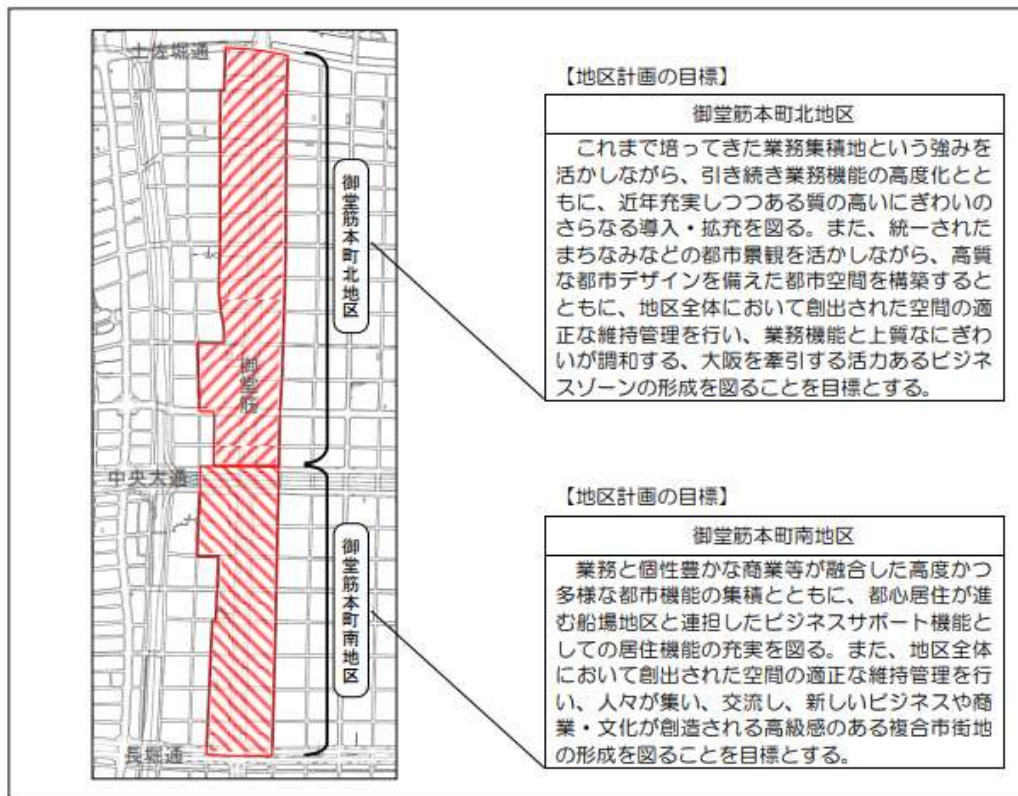 土佐堀通
御堂筋本町北地区
御堂筋
中央大通
御堂筋本町南地区
長堀通
【地区計画の目標】
御堂筋本町北地区
これまで培ってきた業務集積地という強みを
活かしながら、引き続き業務機能の高度化とと
もに、近年充実しつつある質の高いにぎわいの
さらなる導入・拡充を図る。また、統一された
まちなみなどの都市景観を活かしながら、高質
な都市デザインを備えた都市空間を構築すると
ともに、地区全体において創出された空間の適
正な維持管理を行い、業務機能と上質なにぎわ
いが調和する、大阪を牽引する活力あるビジネ
スゾーンの形成を図ることを目標とする。
【地区計画の目標】
御堂筋本町南地区
業務と個性豊かな商業等が融合した高度かつ
多様な都市機能の集積とともに、都心居住が進
む船場地区と連担したビジネスサポート機能と
しての居住機能の充実を図る。また、地区全体
において創出された空間の適正な維持管理を行
い、人々が集い、交流し、新しいビジネスや商
業・文化が創造される高級感のある複合市街地
の形成を図ることを目標とする。